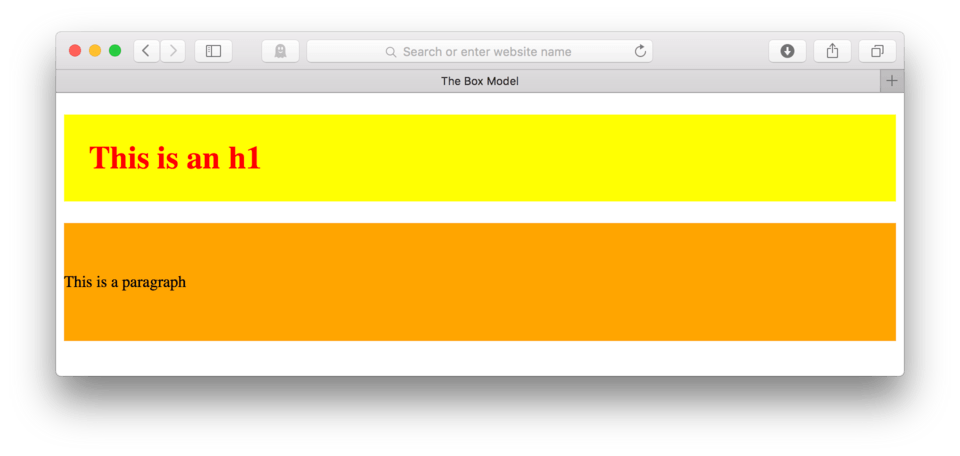 Search or enter website name
The Box Model
This is an h1
This is a paragraph